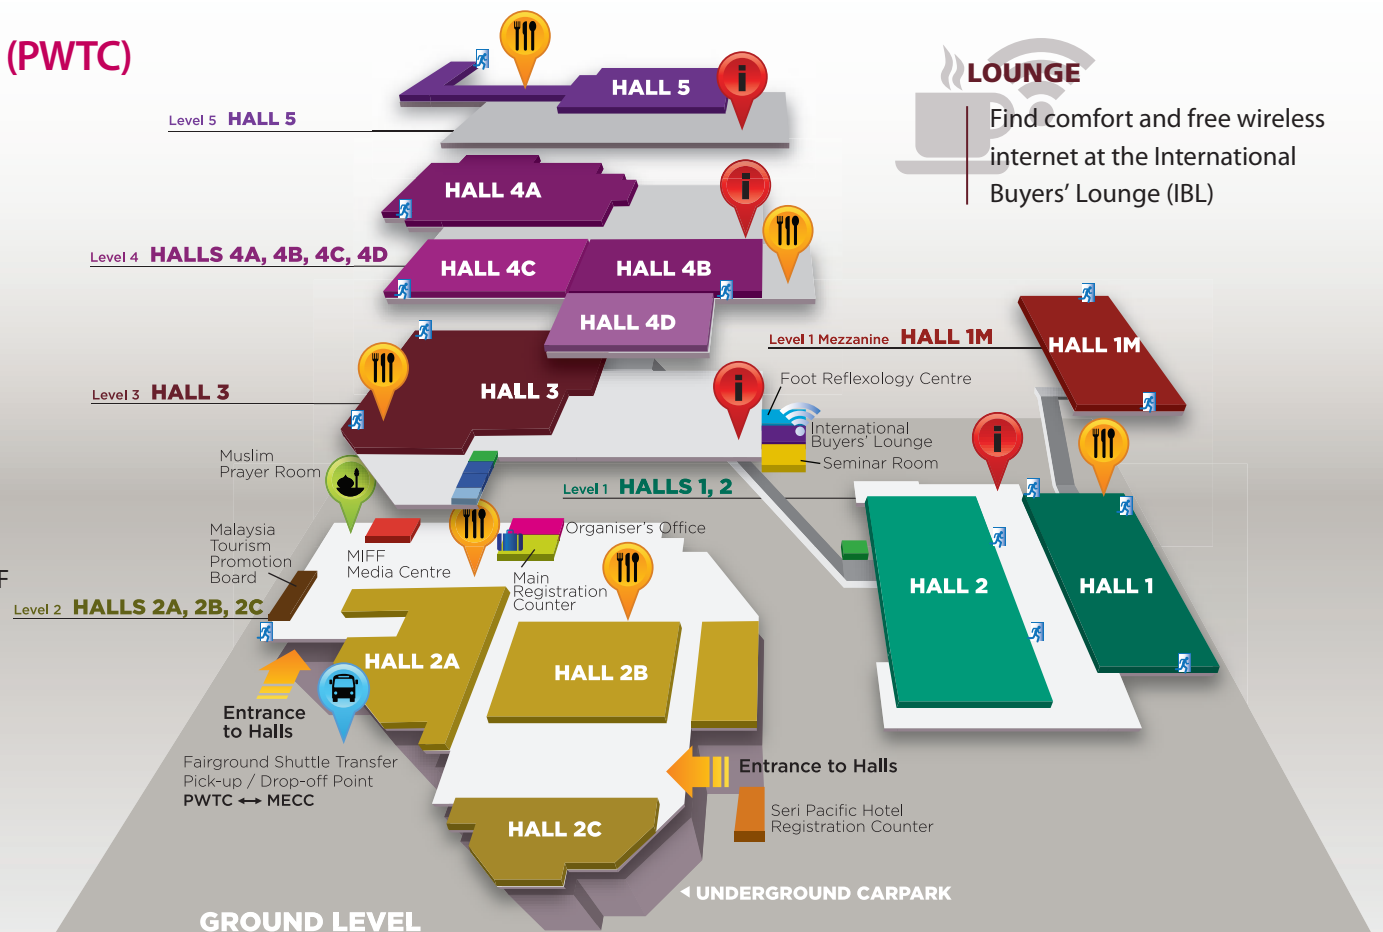 (PWTC)
LOUNGE
Find comfort and free wireless
internet at the International
Buyers' Lounge (IBL)
HALL 5
i
Level 5 HALL 5
HALL 4A
i
Level 4 HALLS 4A, 4B, 4C, 4D
HALL 4C
HALL 4B
HALL 4D
Level 1 Mezzanine HALL 1M
HALL 1M
Level 3 HALL 3
HALL 3
i
Foot Reflexology Centre
International
Buyers' Lounge
Seminar Room
i
Muslim
Prayer Room
Level 1 HALLS 1, 2
Malaysia
Tourism
Promotion
Board
MIFF
Media Centre
Organiser's Office
Main
Registration
Counter
F
Level 2 HALLS 2A, 2B, 2C
HALL 2
HALL 1
HALL 2A
HALL 2B
Entrance
to Halls
Fairground Shuttle Transfer
Pick-up / Drop-off Point
PWTC ↔ MECC
Entrance to Halls
Seri Pacific Hotel
Registration Counter
HALL 2C
UNDERGROUND CARPARK
GROUND LEVEL